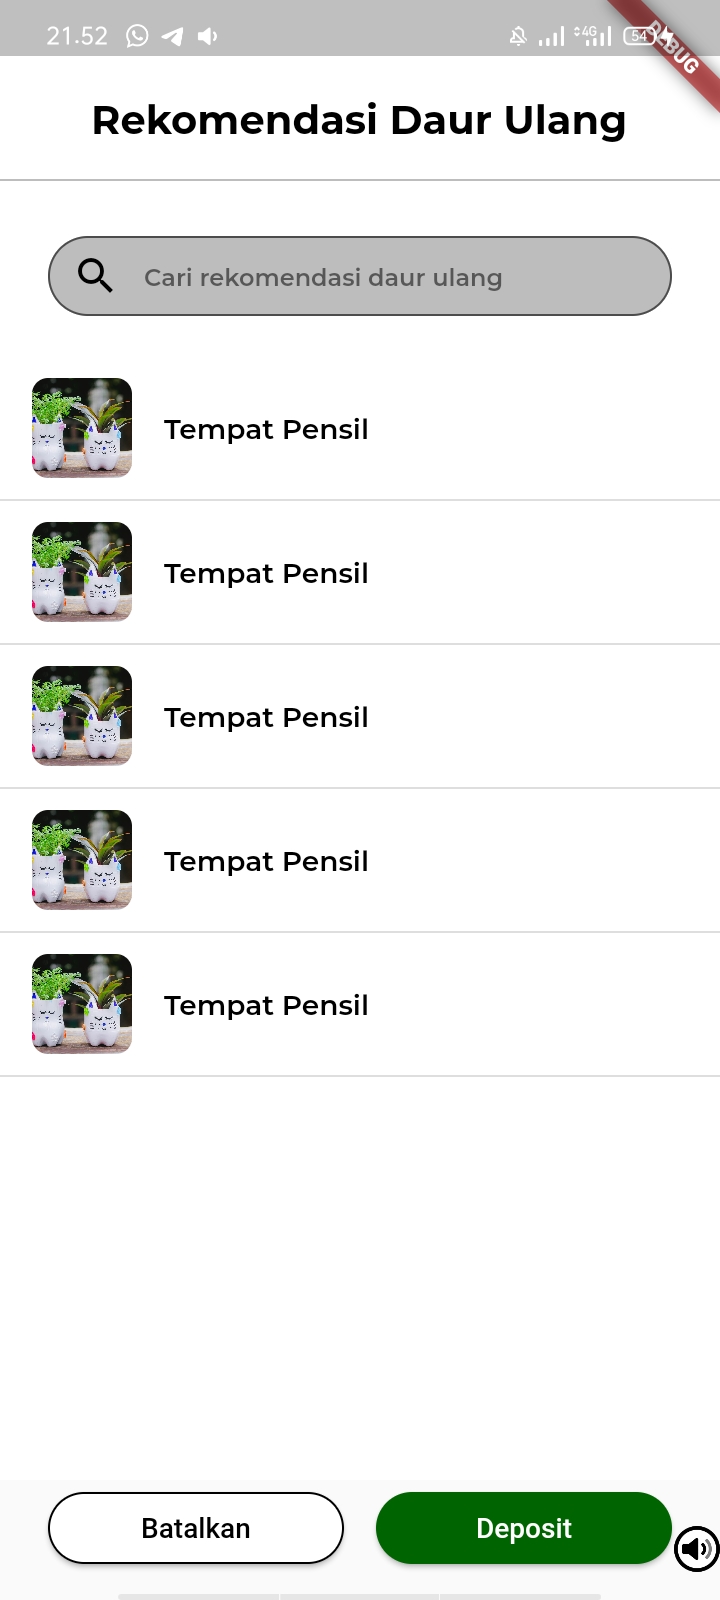 21.52
4G
54
DEBUG
Rekomendasi Daur Ulang
Cari rekomendasi daur ulang
Tempat Pensil
Tempat Pensil
Tempat Pensil
Tempat Pensil
Tempat Pensil
Batalkan
Deposit